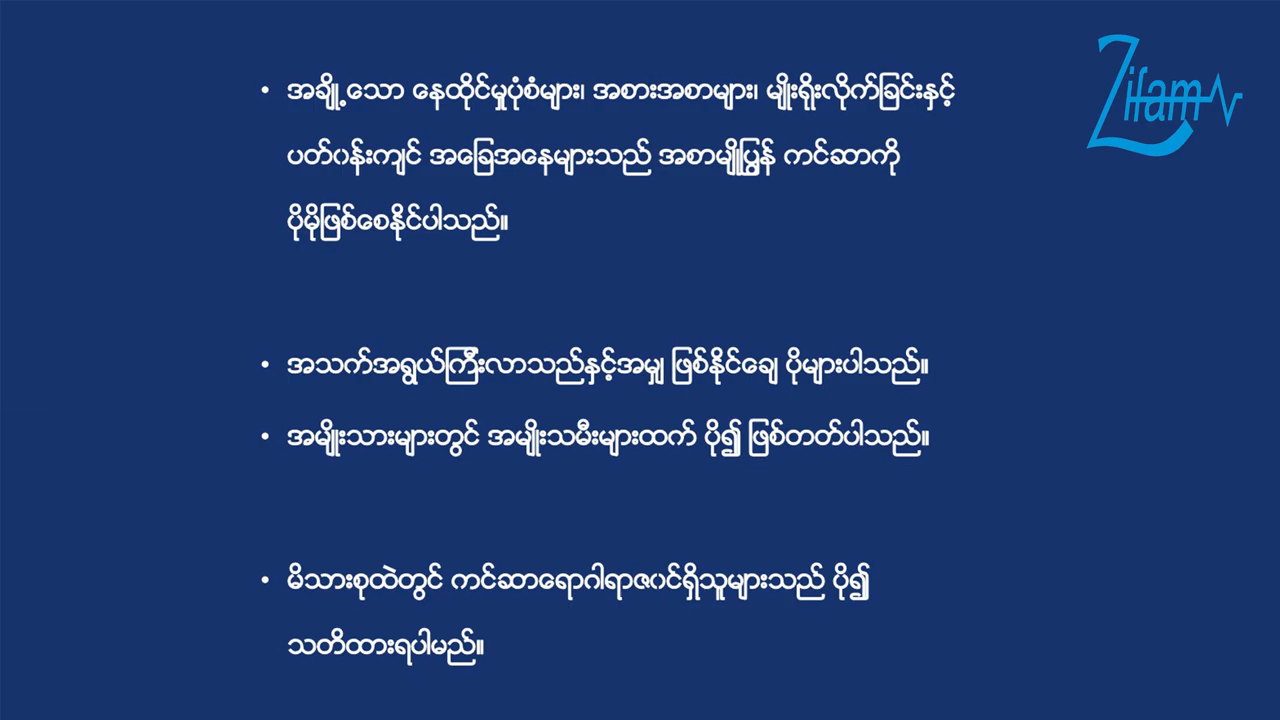 Zifam
• အချို့သော နေထိုင်မှုပုံစံများ၊ အစားအစာများ၊ မျိုးရိုးလိုက်ခြင်းနှင့်
ပတ်ဝန်းကျင် အခြေအနေများသည် အစာမျိုပြွန် ကင်ဆာကို
ပိုမိုဖြစ်စေနိုင်ပါသည်။
• အသက်အရွယ်ကြီးလာသည်နှင့်အမျှ ဖြစ်နိုင်ချေ ပိုများပါသည်။
• အမျိုးသားများတွင် အမျိုးသမီးများထက် ပို၍ ဖြစ်တတ်ပါသည်။
• မိသားစုထဲတွင် ကင်ဆာရောဂါရာဇဝင်ရှိသူများသည် ပို၍
သတိထားရပါမည်။